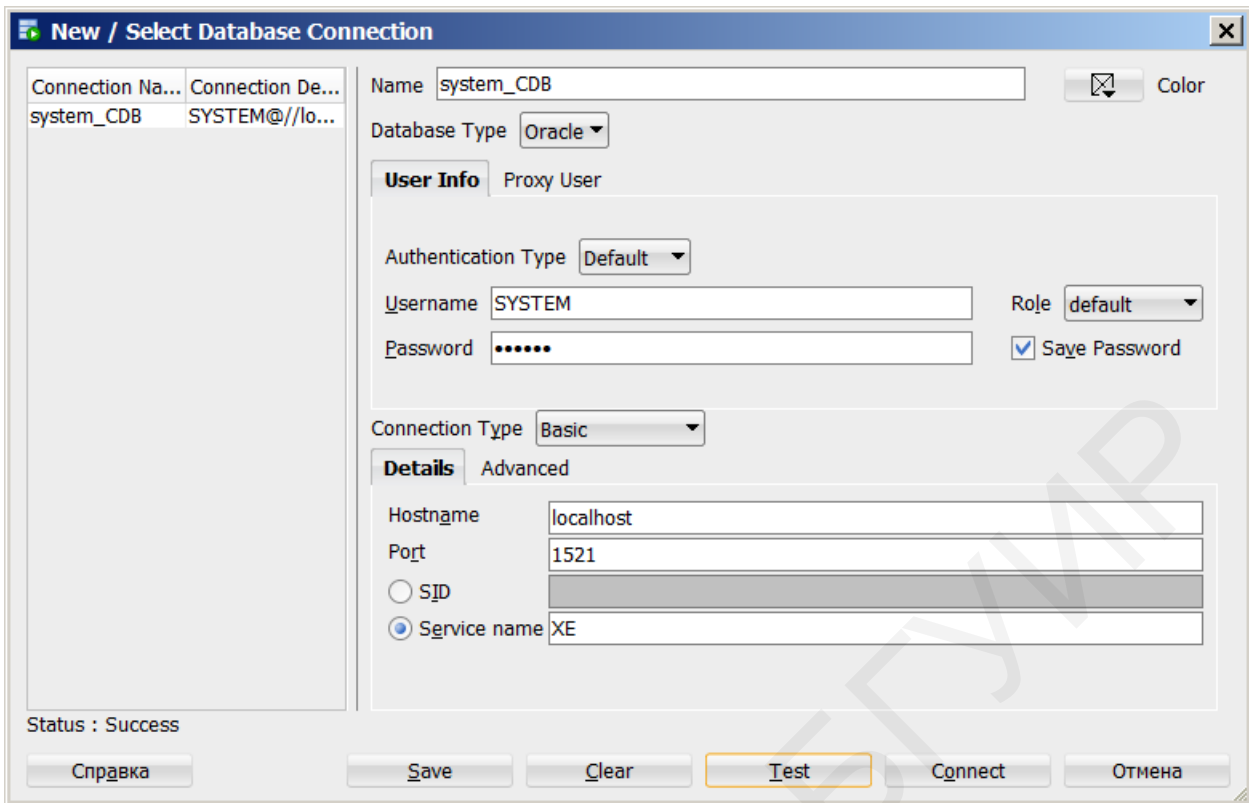 New / Select Database Connection
Connection Na... Connection De...
system_CDB SYSTEM@//lo...
Name system_CDB Color
Database Type Oracle
User Info Proxy User
Authentication Type Default
Username SYSTEM Role default
Password •••••• Save Password
Connection Type Basic
Details Advanced
Hostname localhost
Port 1521
SID
Service name XE
Status : Success
Справка Save Clear Test Connect Отмена
БГУИР